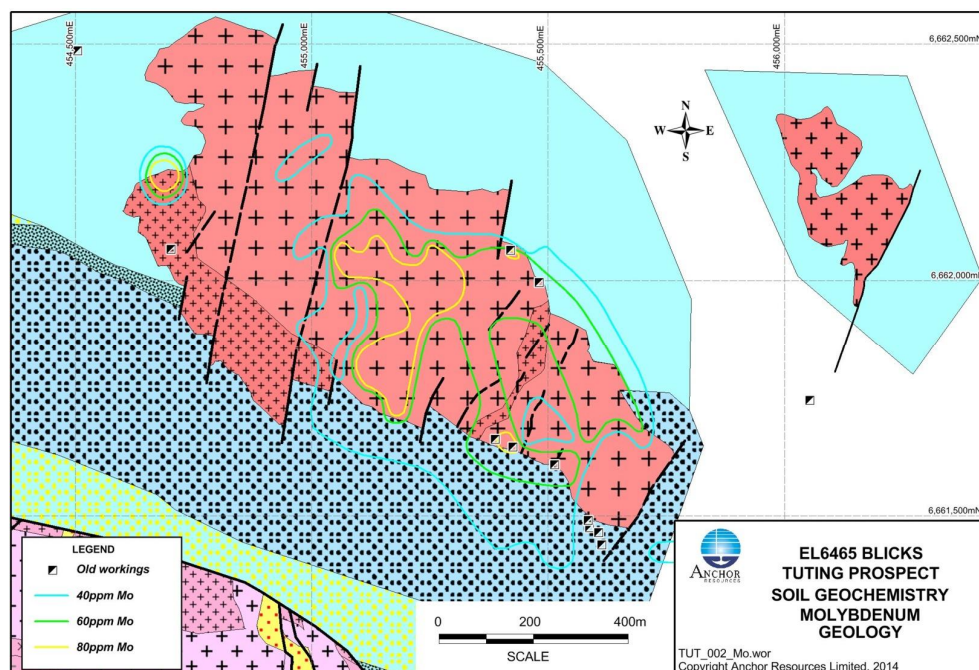 454,500mE
455,000mE
455,500mE
456,000mE
6,662,500mN
N
W E
S
6,662,000mN
6,661,500mN
LEGEND
Old workings
40ppm Mo
60ppm Mo
80ppm Mo
0 200 400m
SCALE
ANCHOR
RESOURCES
EL6465 BLICKS
TUTING PROSPECT
SOIL GEOCHEMISTRY
MOLYBDENUM
GEOLOGY
TUT_002_Mo.wor
Copyright Anchor Resources Limited, 2014